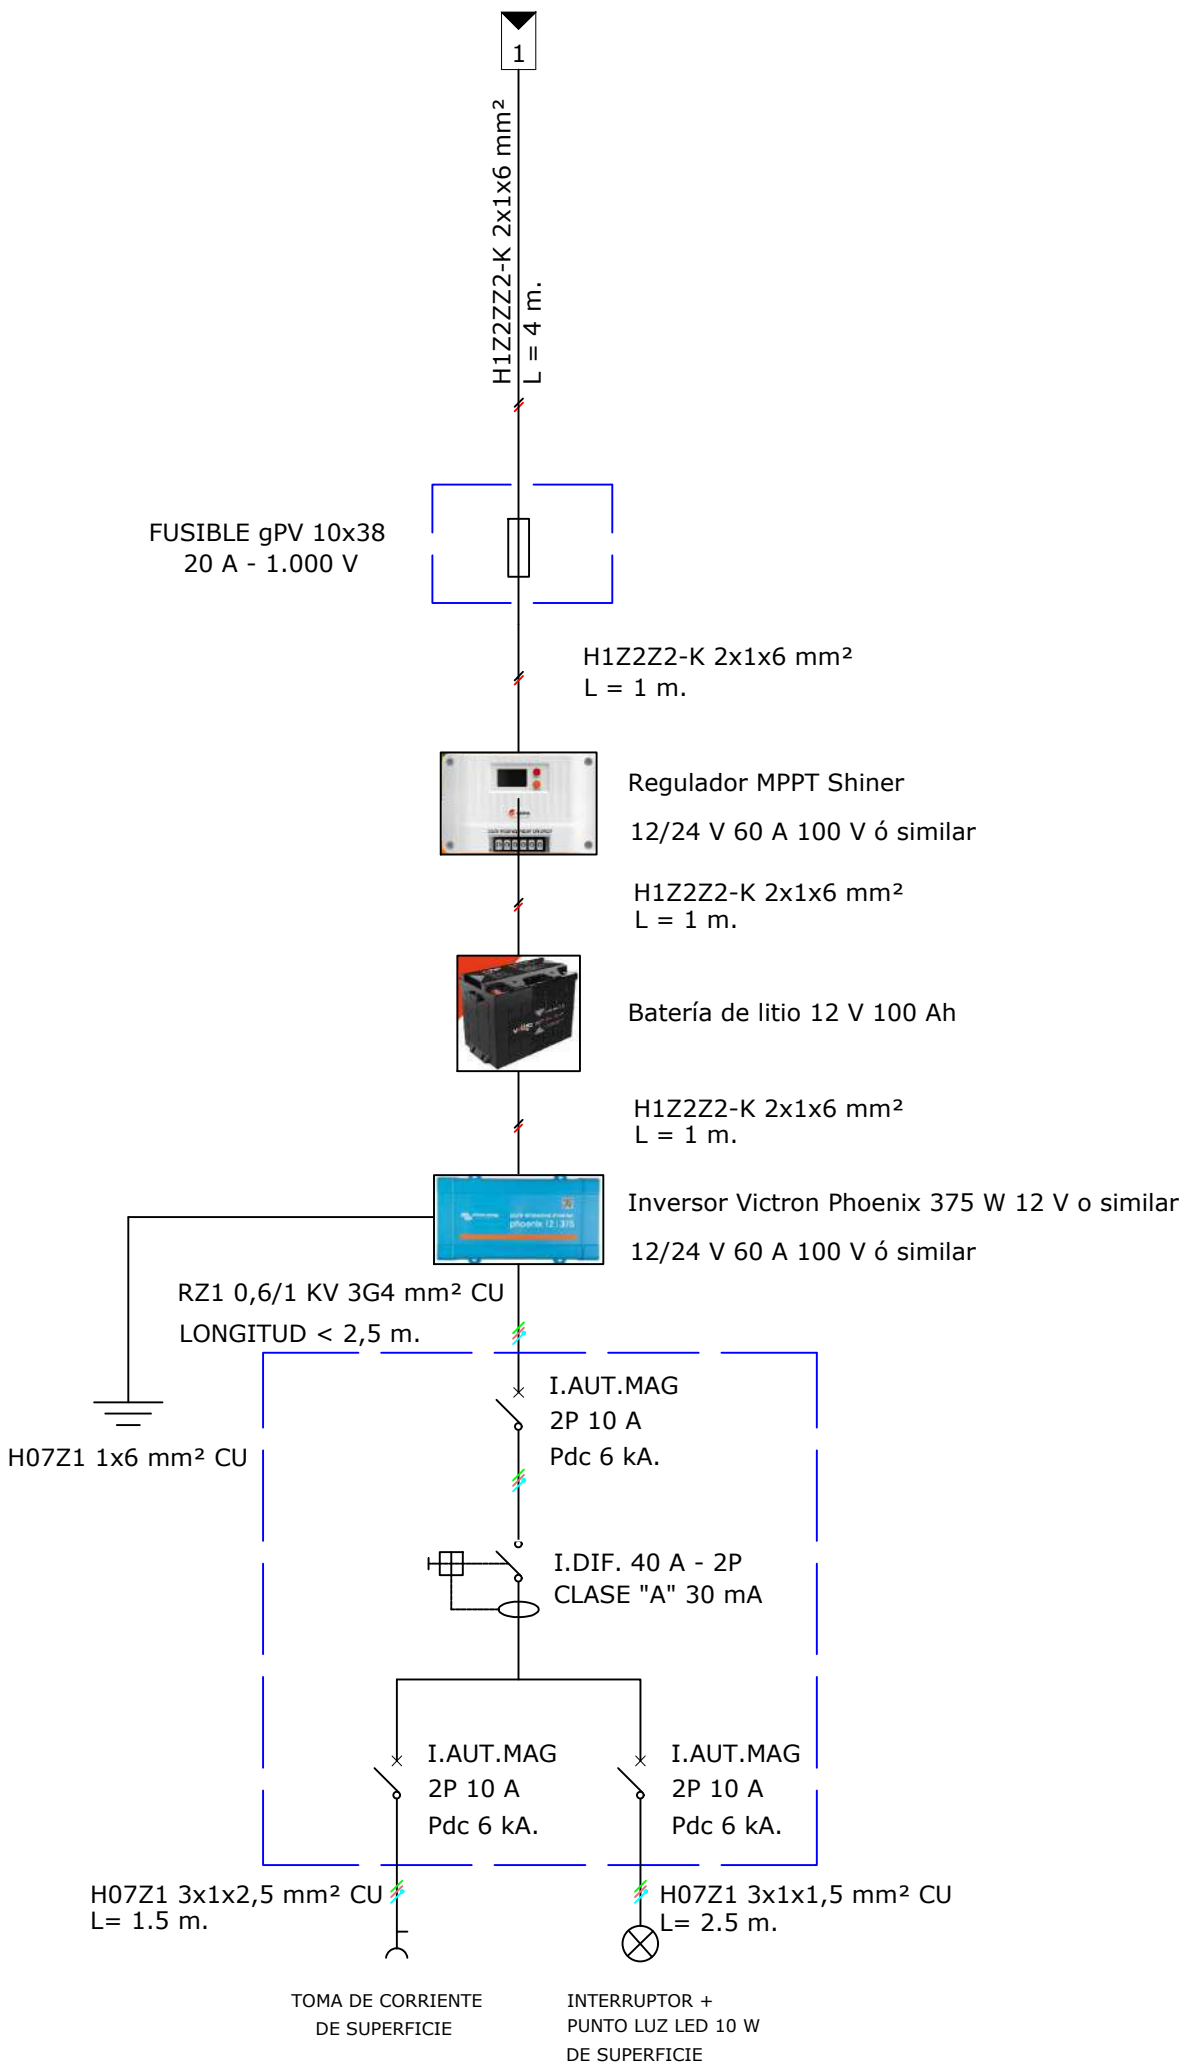 1
H1Z2ZZ2-K 2x1x6 mm²
L = 4 m.
FUSIBLE gPV 10x38
20 A - 1.000 V
H1Z2Z2-K 2x1x6 mm²
L = 1 m.
Regulador MPPT Shiner
12/24 V 60 A 100 V ó similar
H1Z2Z2-K 2x1x6 mm²
L = 1 m.
Batería de litio 12 V 100 Ah
H1Z2Z2-K 2x1x6 mm²
L = 1 m.
Inversor Victron Phoenix 375 W 12 V o similar
phoenix 12 | 375
12/24 V 60 A 100 V ó similar
RZ1 0,6/1 KV 3G4 mm² CU
LONGITUD < 2,5 m.
I.AUT.MAG
2P 10 A
Pdc 6 kA.
H07Z1 1x6 mm² CU
I.DIF. 40 A - 2P
CLASE "A" 30 mA
I.AUT.MAG
2P 10 A
Pdc 6 kA.
I.AUT.MAG
2P 10 A
Pdc 6 kA.
H07Z1 3x1x2,5 mm² CU
L= 1.5 m.
H07Z1 3x1x1,5 mm² CU
L= 2.5 m.
TOMA DE CORRIENTE
DE SUPERFICIE
INTERRUPTOR +
PUNTO LUZ LED 10 W
DE SUPERFICIE